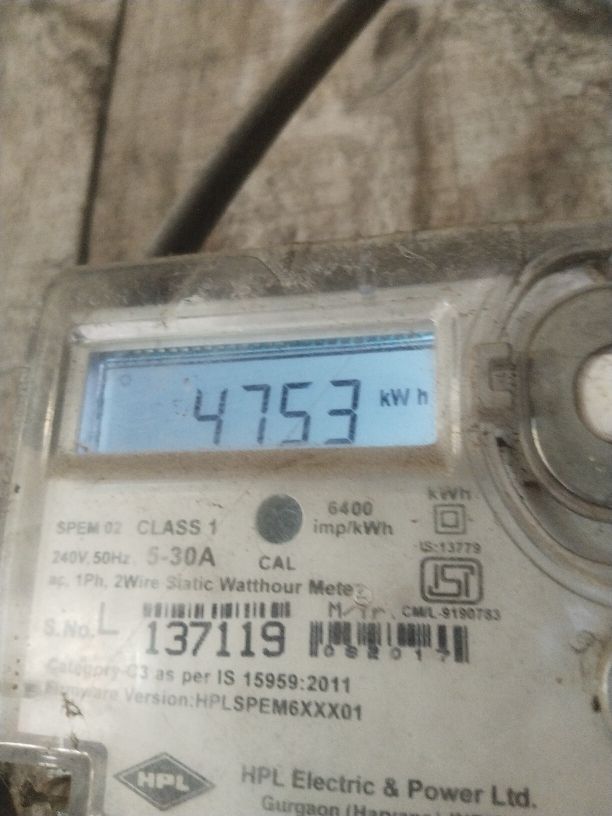 4753 kWh
6400
imp/kWh
kWh
SPEM 02 CLASS 1
240V, 50Hz, 5-30A
CAL
IS:13779
ac, 1Ph, 2Wire Static Watthour Meter
M/Yr. CM/L-9190783
S.No. L 137119
082017
Category-C3 as per IS 15959:2011
Firmware Version:HPLSPEM6XXX01
HPL
HPL Electric & Power Ltd.
Gurgaon